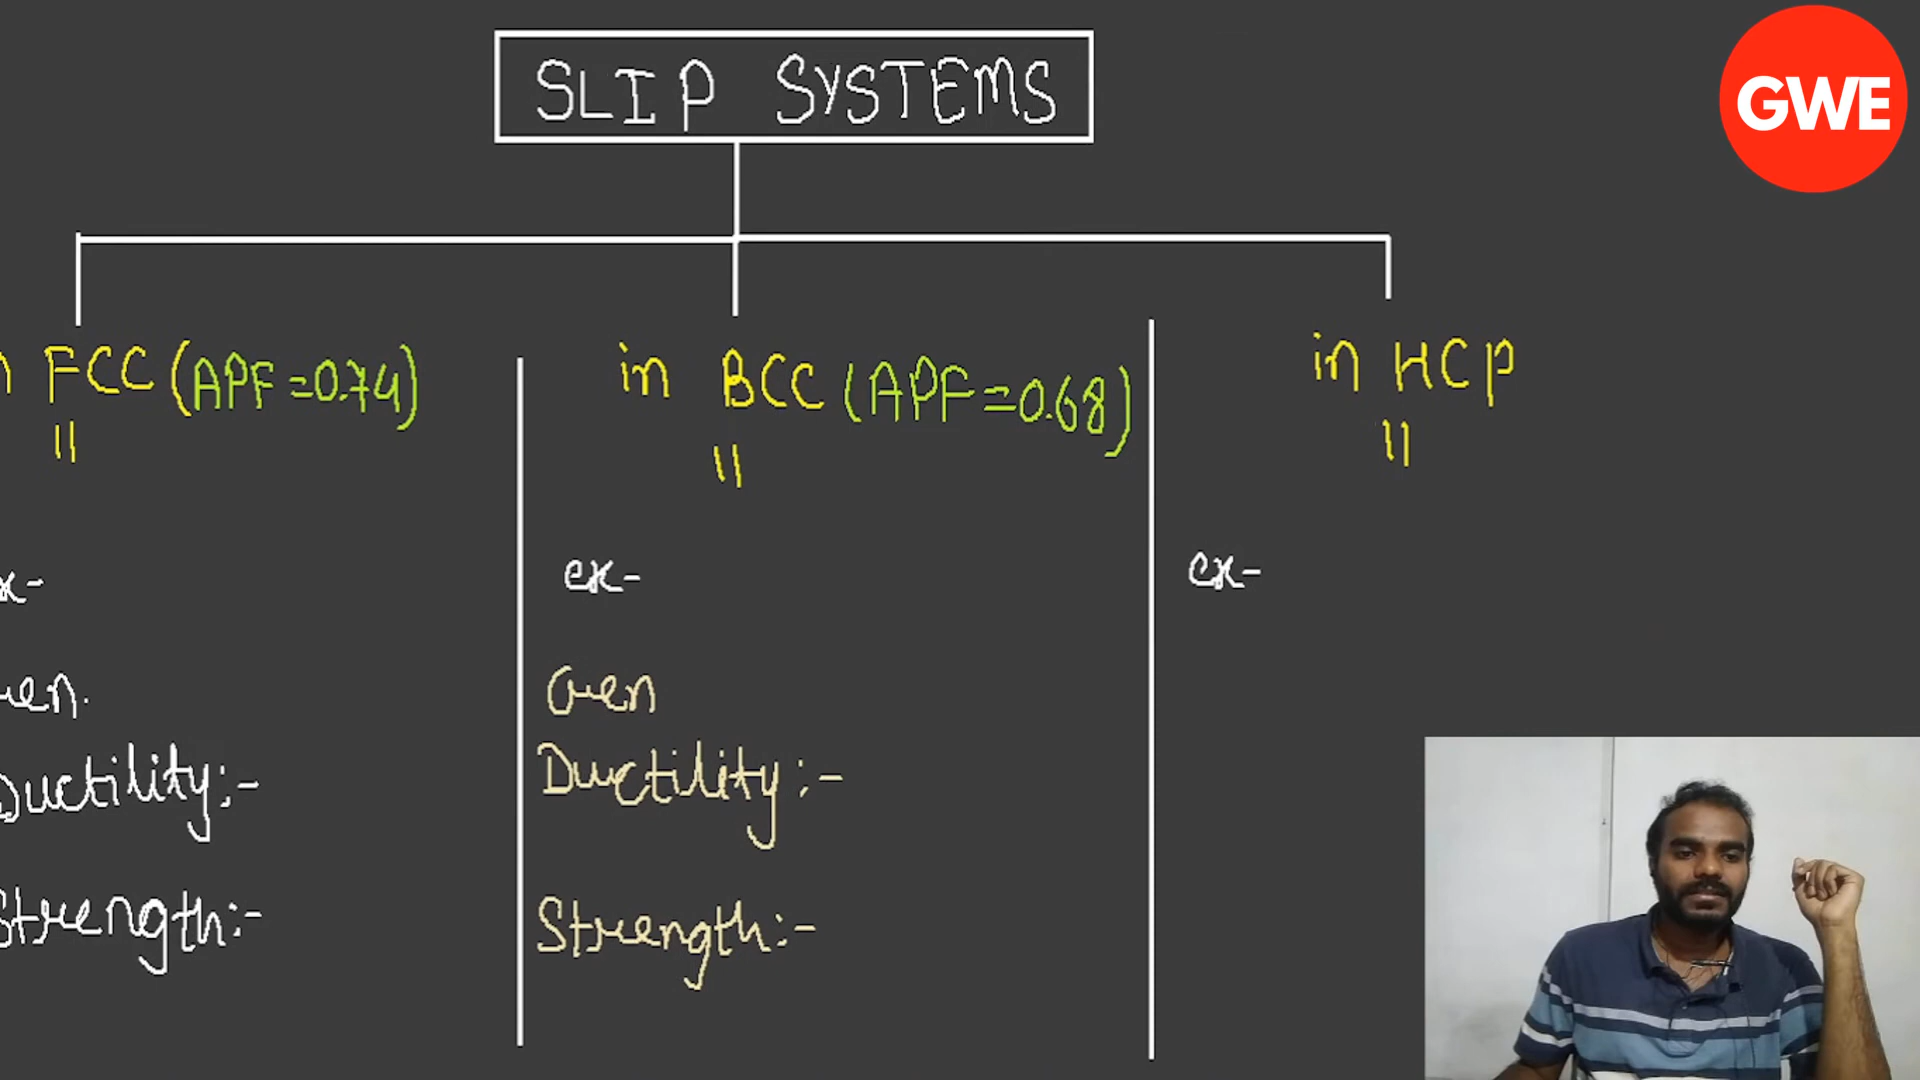 SLIP SYSTEMS
GWE
n FCC (APF=0.74)
in BCC (APF=0.68)
in HCP
x-
ex-
ex-
en.
Gen
Ductility:-
Ductility:-
Strength:-
Strength:-